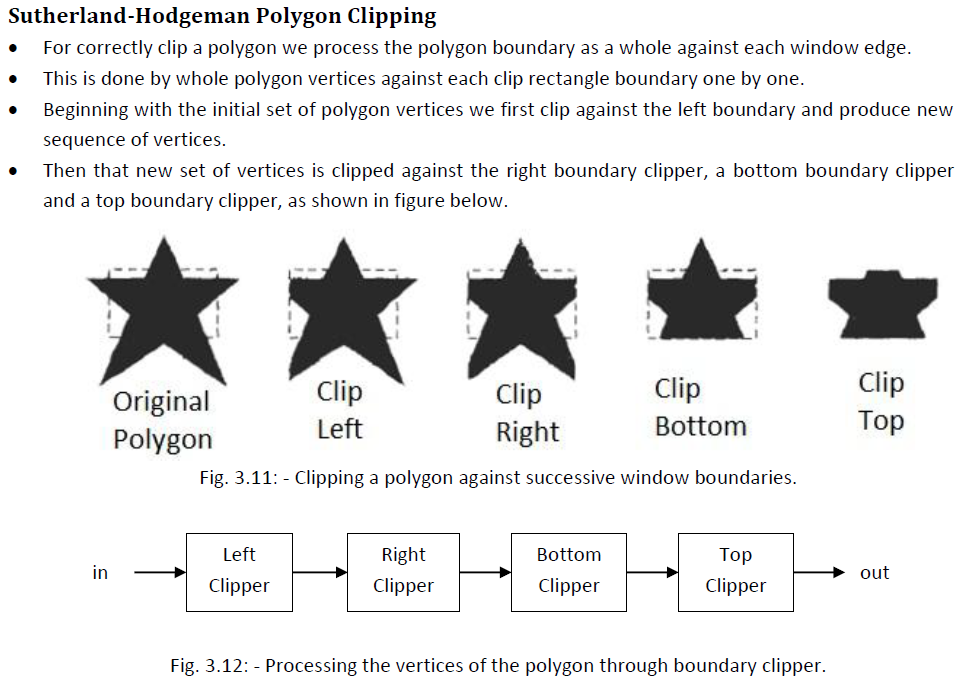 Sutherland-Hodgeman Polygon Clipping
• For correctly clip a polygon we process the polygon boundary as a whole against each window edge.
• This is done by whole polygon vertices against each clip rectangle boundary one by one.
• Beginning with the initial set of polygon vertices we first clip against the left boundary and produce new
sequence of vertices.
• Then that new set of vertices is clipped against the right boundary clipper, a bottom boundary clipper
and a top boundary clipper, as shown in figure below.
Original
Polygon
Clip
Left
Clip
Right
Clip
Bottom
Clip
Top
Fig. 3.11: - Clipping a polygon against successive window boundaries.
in
Left
Clipper
Right
Clipper
Bottom
Clipper
Top
Clipper
out
Fig. 3.12: - Processing the vertices of the polygon through boundary clipper.